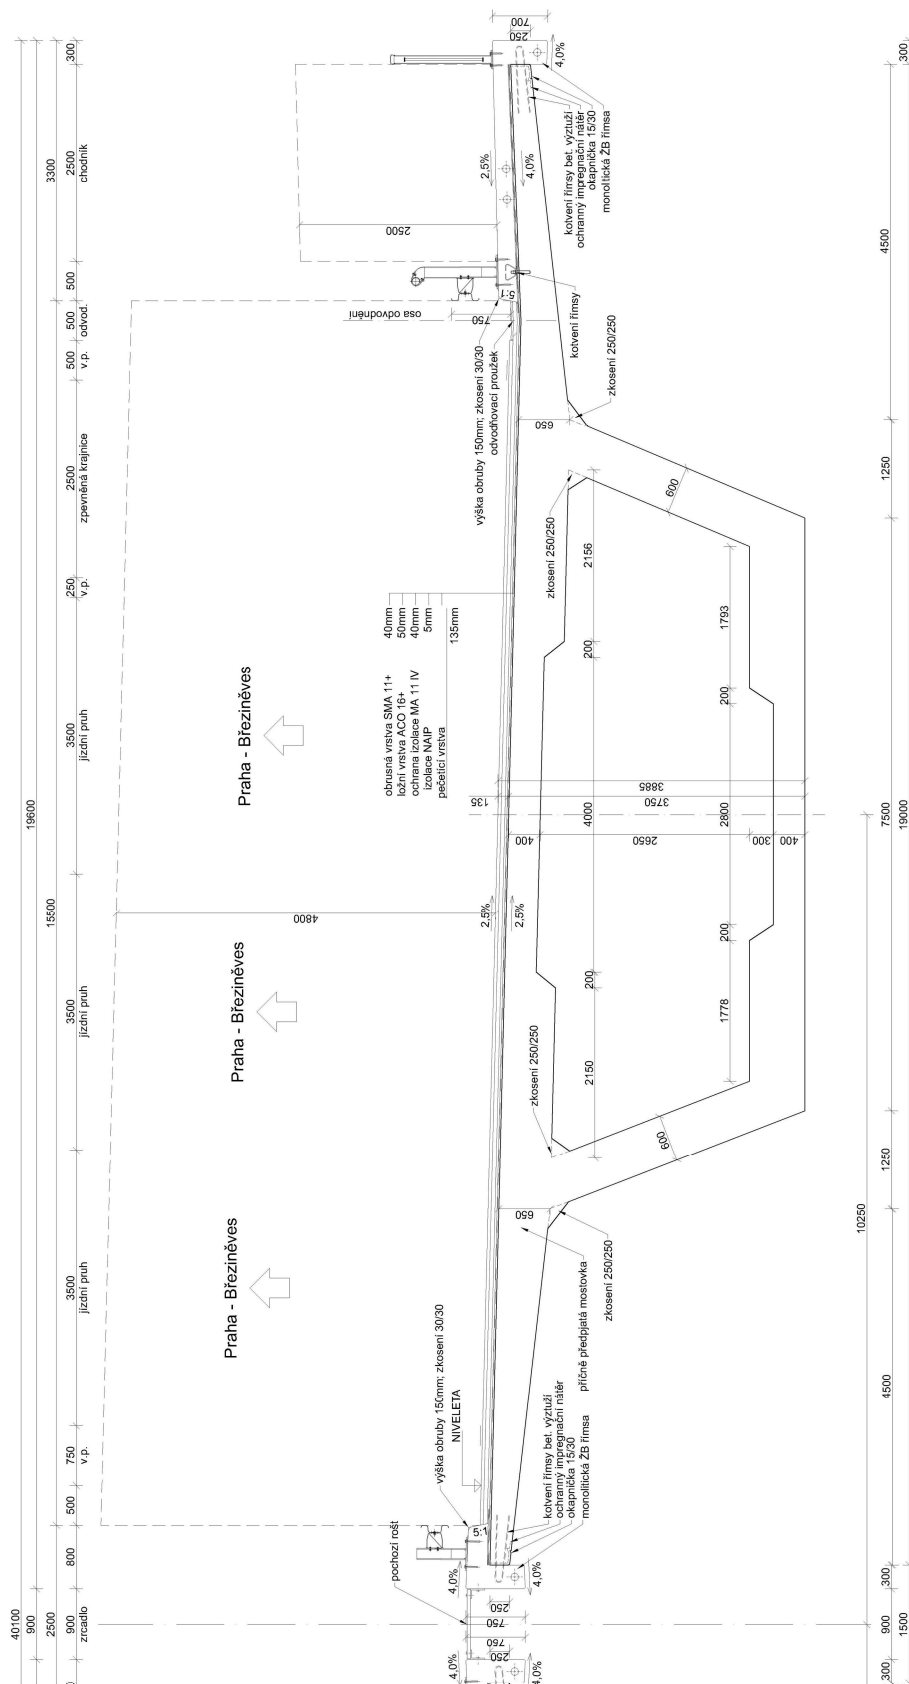 40100
19600
300
3300
15500
2500
900
300
2500
chodník
500
500
odvod.
500
v.p.
2500
zpevněná krajnice
250
v.p.
3500
jízdní pruh
3500
jízdní pruh
3500
jízdní pruh
750
v.p.
500
800
900
zrcadlo
Praha - Březiněves
Praha - Březiněves
Praha - Březiněves
2500
4800
700
250
4,0%
2,5%
4,0%
kotvení římsy bet. výztuží
ochranný impregnační nátěr
okapnička 15/30
monolitická ŽB římsa
osa odvodnění
750
5:1
kotvení římsy
výška obruby 150mm; zkosení 30/30
odvodňovací proužek
650
zkosení 250/250
600
zkosení 250/250
obrusná vrstva SMA 11+ 40mm
ložní vrstva ACO 16+ 50mm
ochrana izolace MA 11 IV 40mm
izolace NAIP 5mm
pečetící vrstva
135mm
2156
200
4000
200
2150
1793
200
2800
200
1778
135
3885
3750
400
2650
300
400
2,5%
2,5%
zkosení 250/250
600
650
zkosení 250/250
příčně předpjatá mostovka
výška obruby 150mm; zkosení 30/30
NIVELETA
5:1
kotvení římsy bet. výztuží
ochranný impregnační nátěr
okapnička 15/30
monolitická ŽB římsa
pochozí rošt
4,0%
4,0%
250
750
750
250
4,0%
4,0%
300
4500
1250
7500
19000
1250
10250
4500
300
900
1500
300